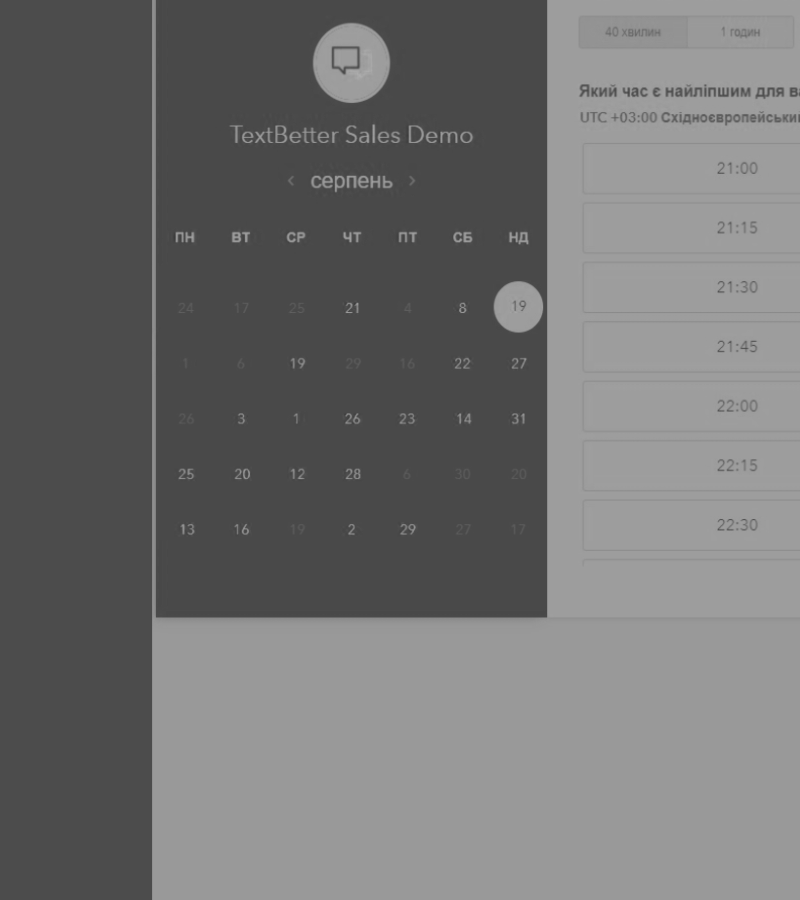 40 хвилин 1 годин
TextBetter Sales Demo
‹ серпень ›
ПН ВТ СР ЧТ ПТ СБ НД
24 17 25 21 4 8 19
1 6 19 29 16 22 27
26 3 1 26 23 14 31
25 20 12 28 6 30 20
13 16 19 2 29 27 17
Який час є найліпшим для
UTC +03:00 Східноєвропейський
21:00
21:15
21:30
21:45
22:00
22:15
22:30